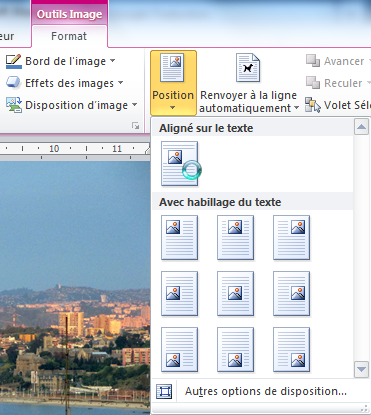 Outils Image
eur Format
Bord de l'image
Effets des images
Disposition d'image
Position
Renvoyer à la ligne
automatiquement
Avancer
Reculer
Volet Sél
10 11
Aligné sur le texte
Avec habillage du texte
Autres options de disposition...